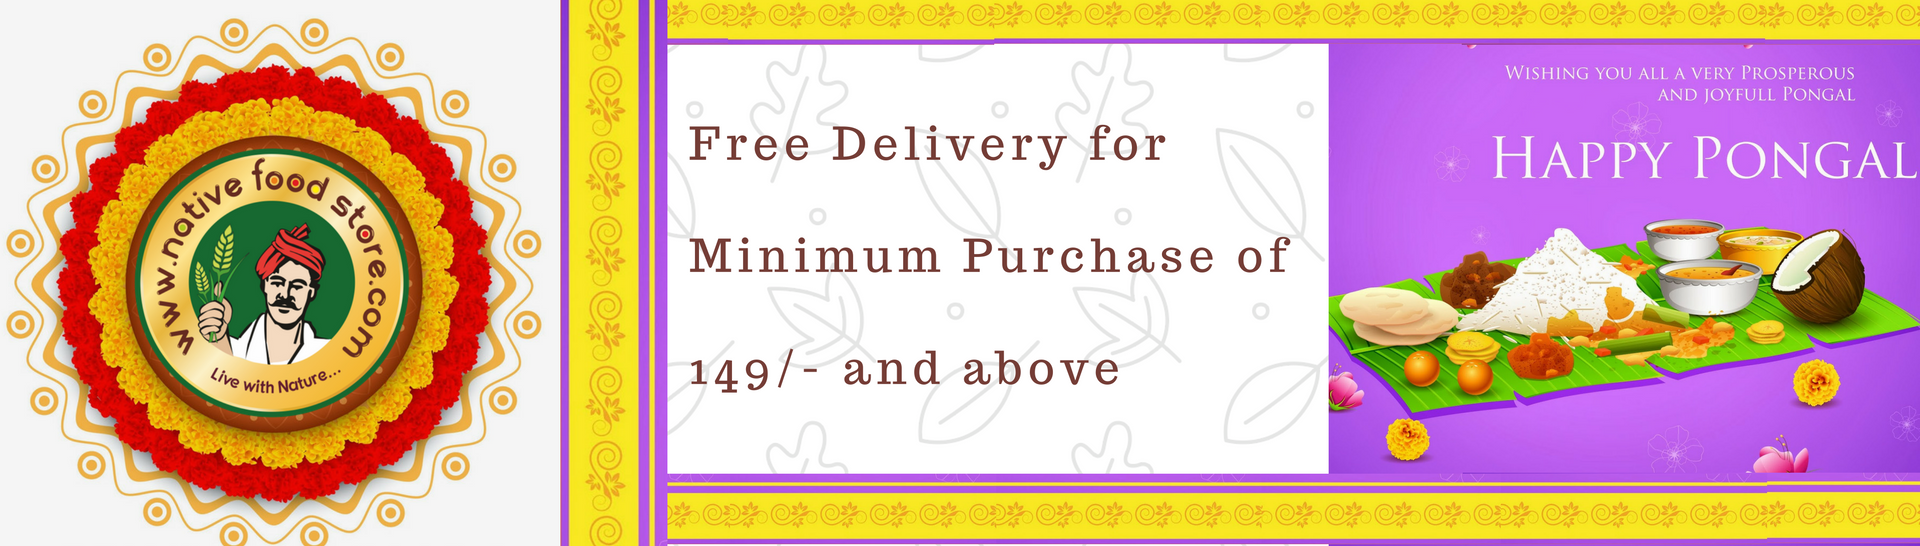 www.native food store.com
Live with Nature...
Free Delivery for
Minimum Purchase of
149/- and above
WISHING YOU ALL A VERY PROSPEROUS
AND JOYFULL PONGAL
HAPPY PONGAL